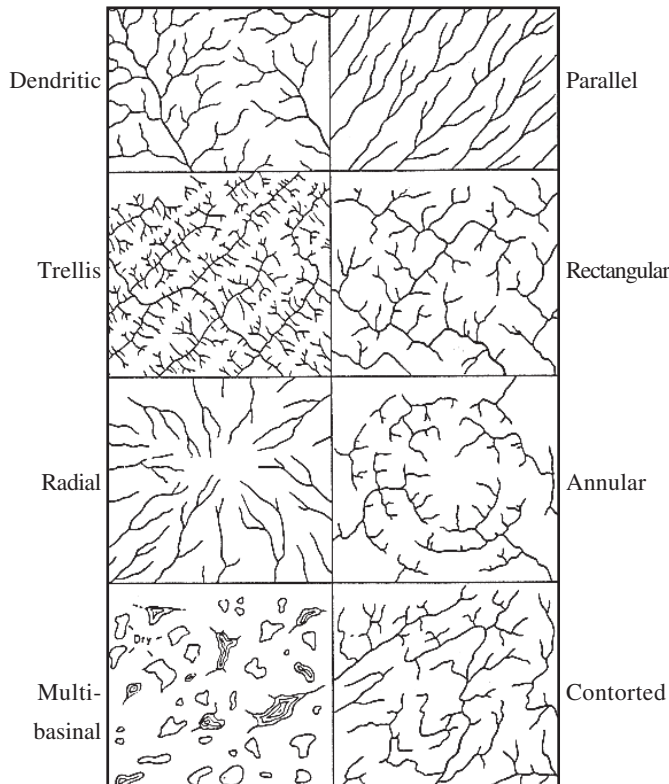 Dendritic
Parallel
Trellis
Rectangular
Radial
Annular
Dry
Multi-
basinal
Contorted